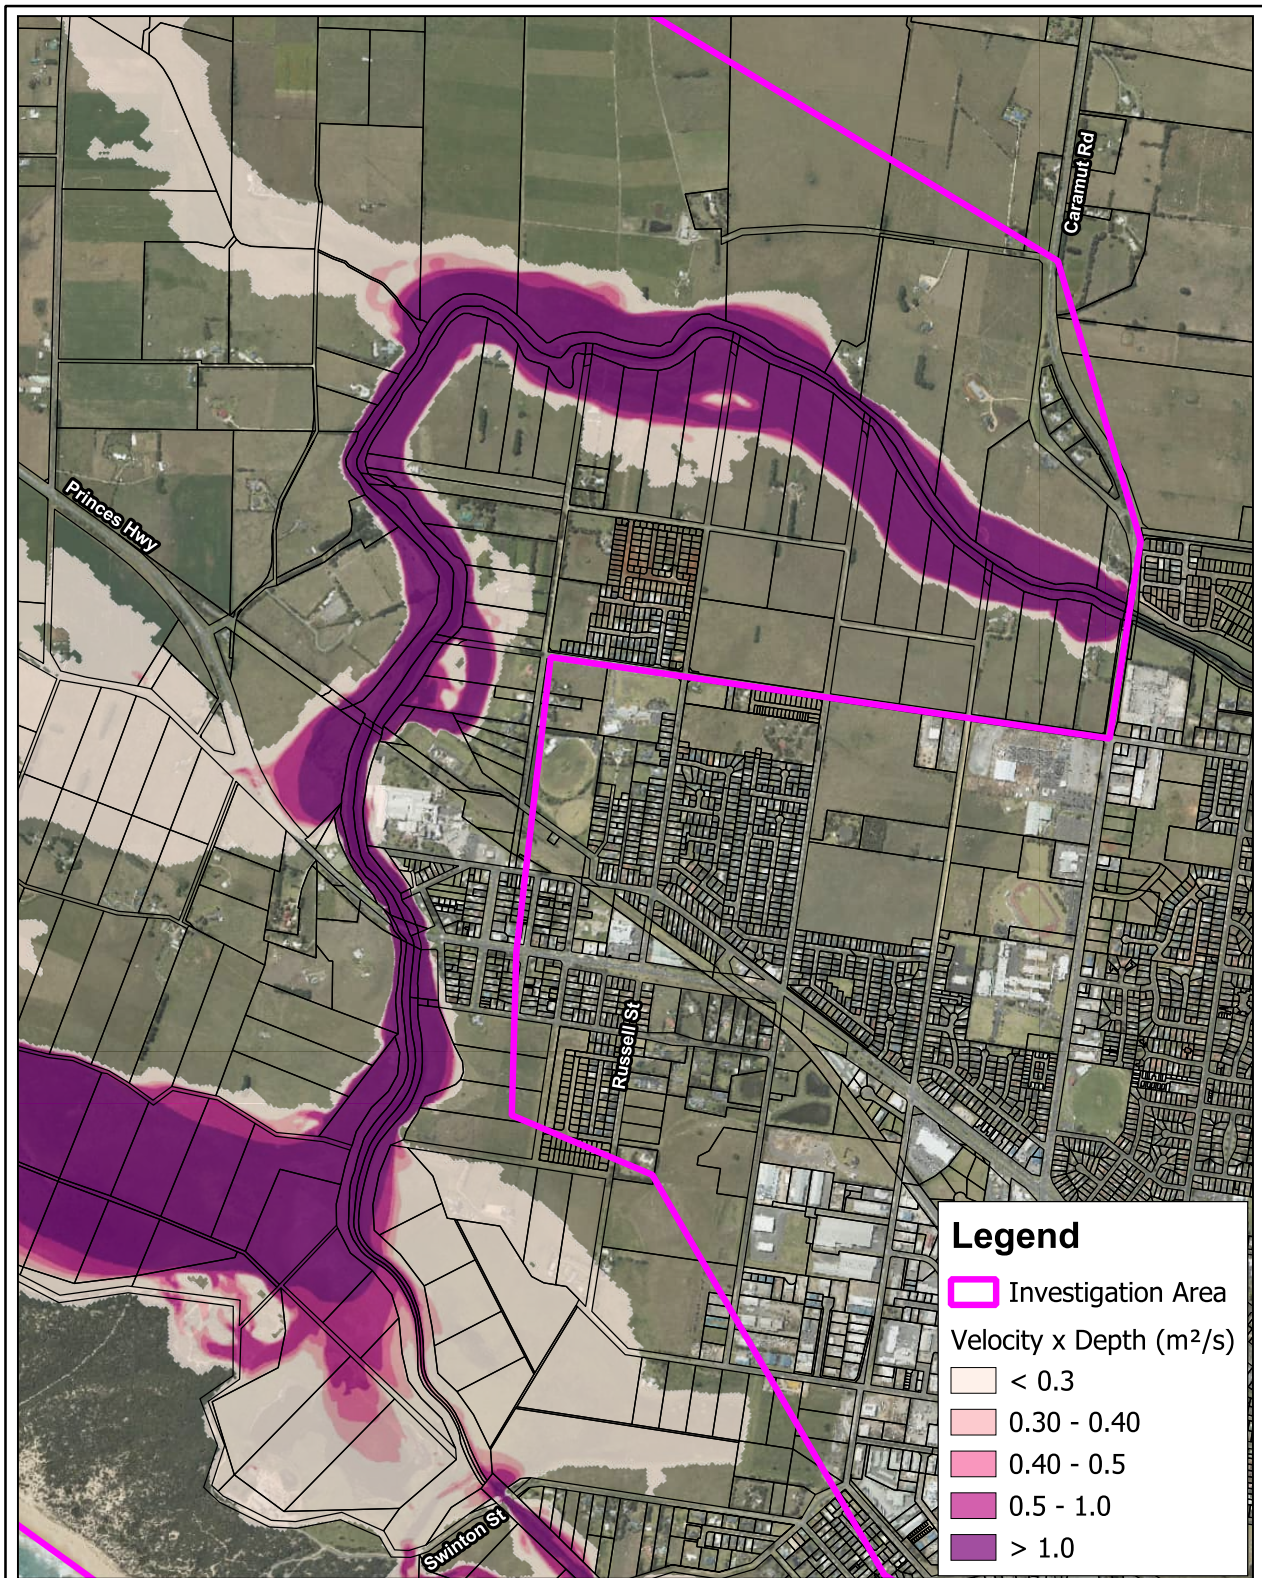 Caramut Rd
Princes Hwy
Russell St
Swinton St
Legend
Investigation Area
Velocity x Depth (m²/s)
< 0.3
0.30 - 0.40
0.40 - 0.5
0.5 - 1.0
> 1.0